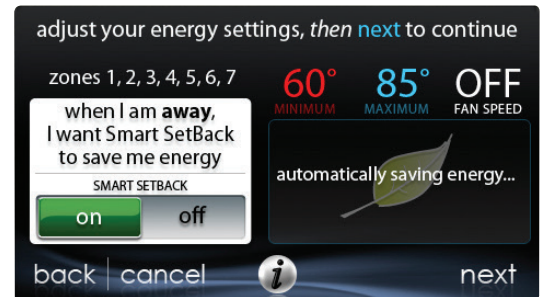 adjust your energy settings, then next to continue
zones 1, 2, 3, 4, 5, 6, 7
60° 85° OFF
MINIMUM MAXIMUM FAN SPEED
when I am away,
I want Smart SetBack
to save me energy
SMART SETBACK
on off
automatically saving energy...
back cancel i next